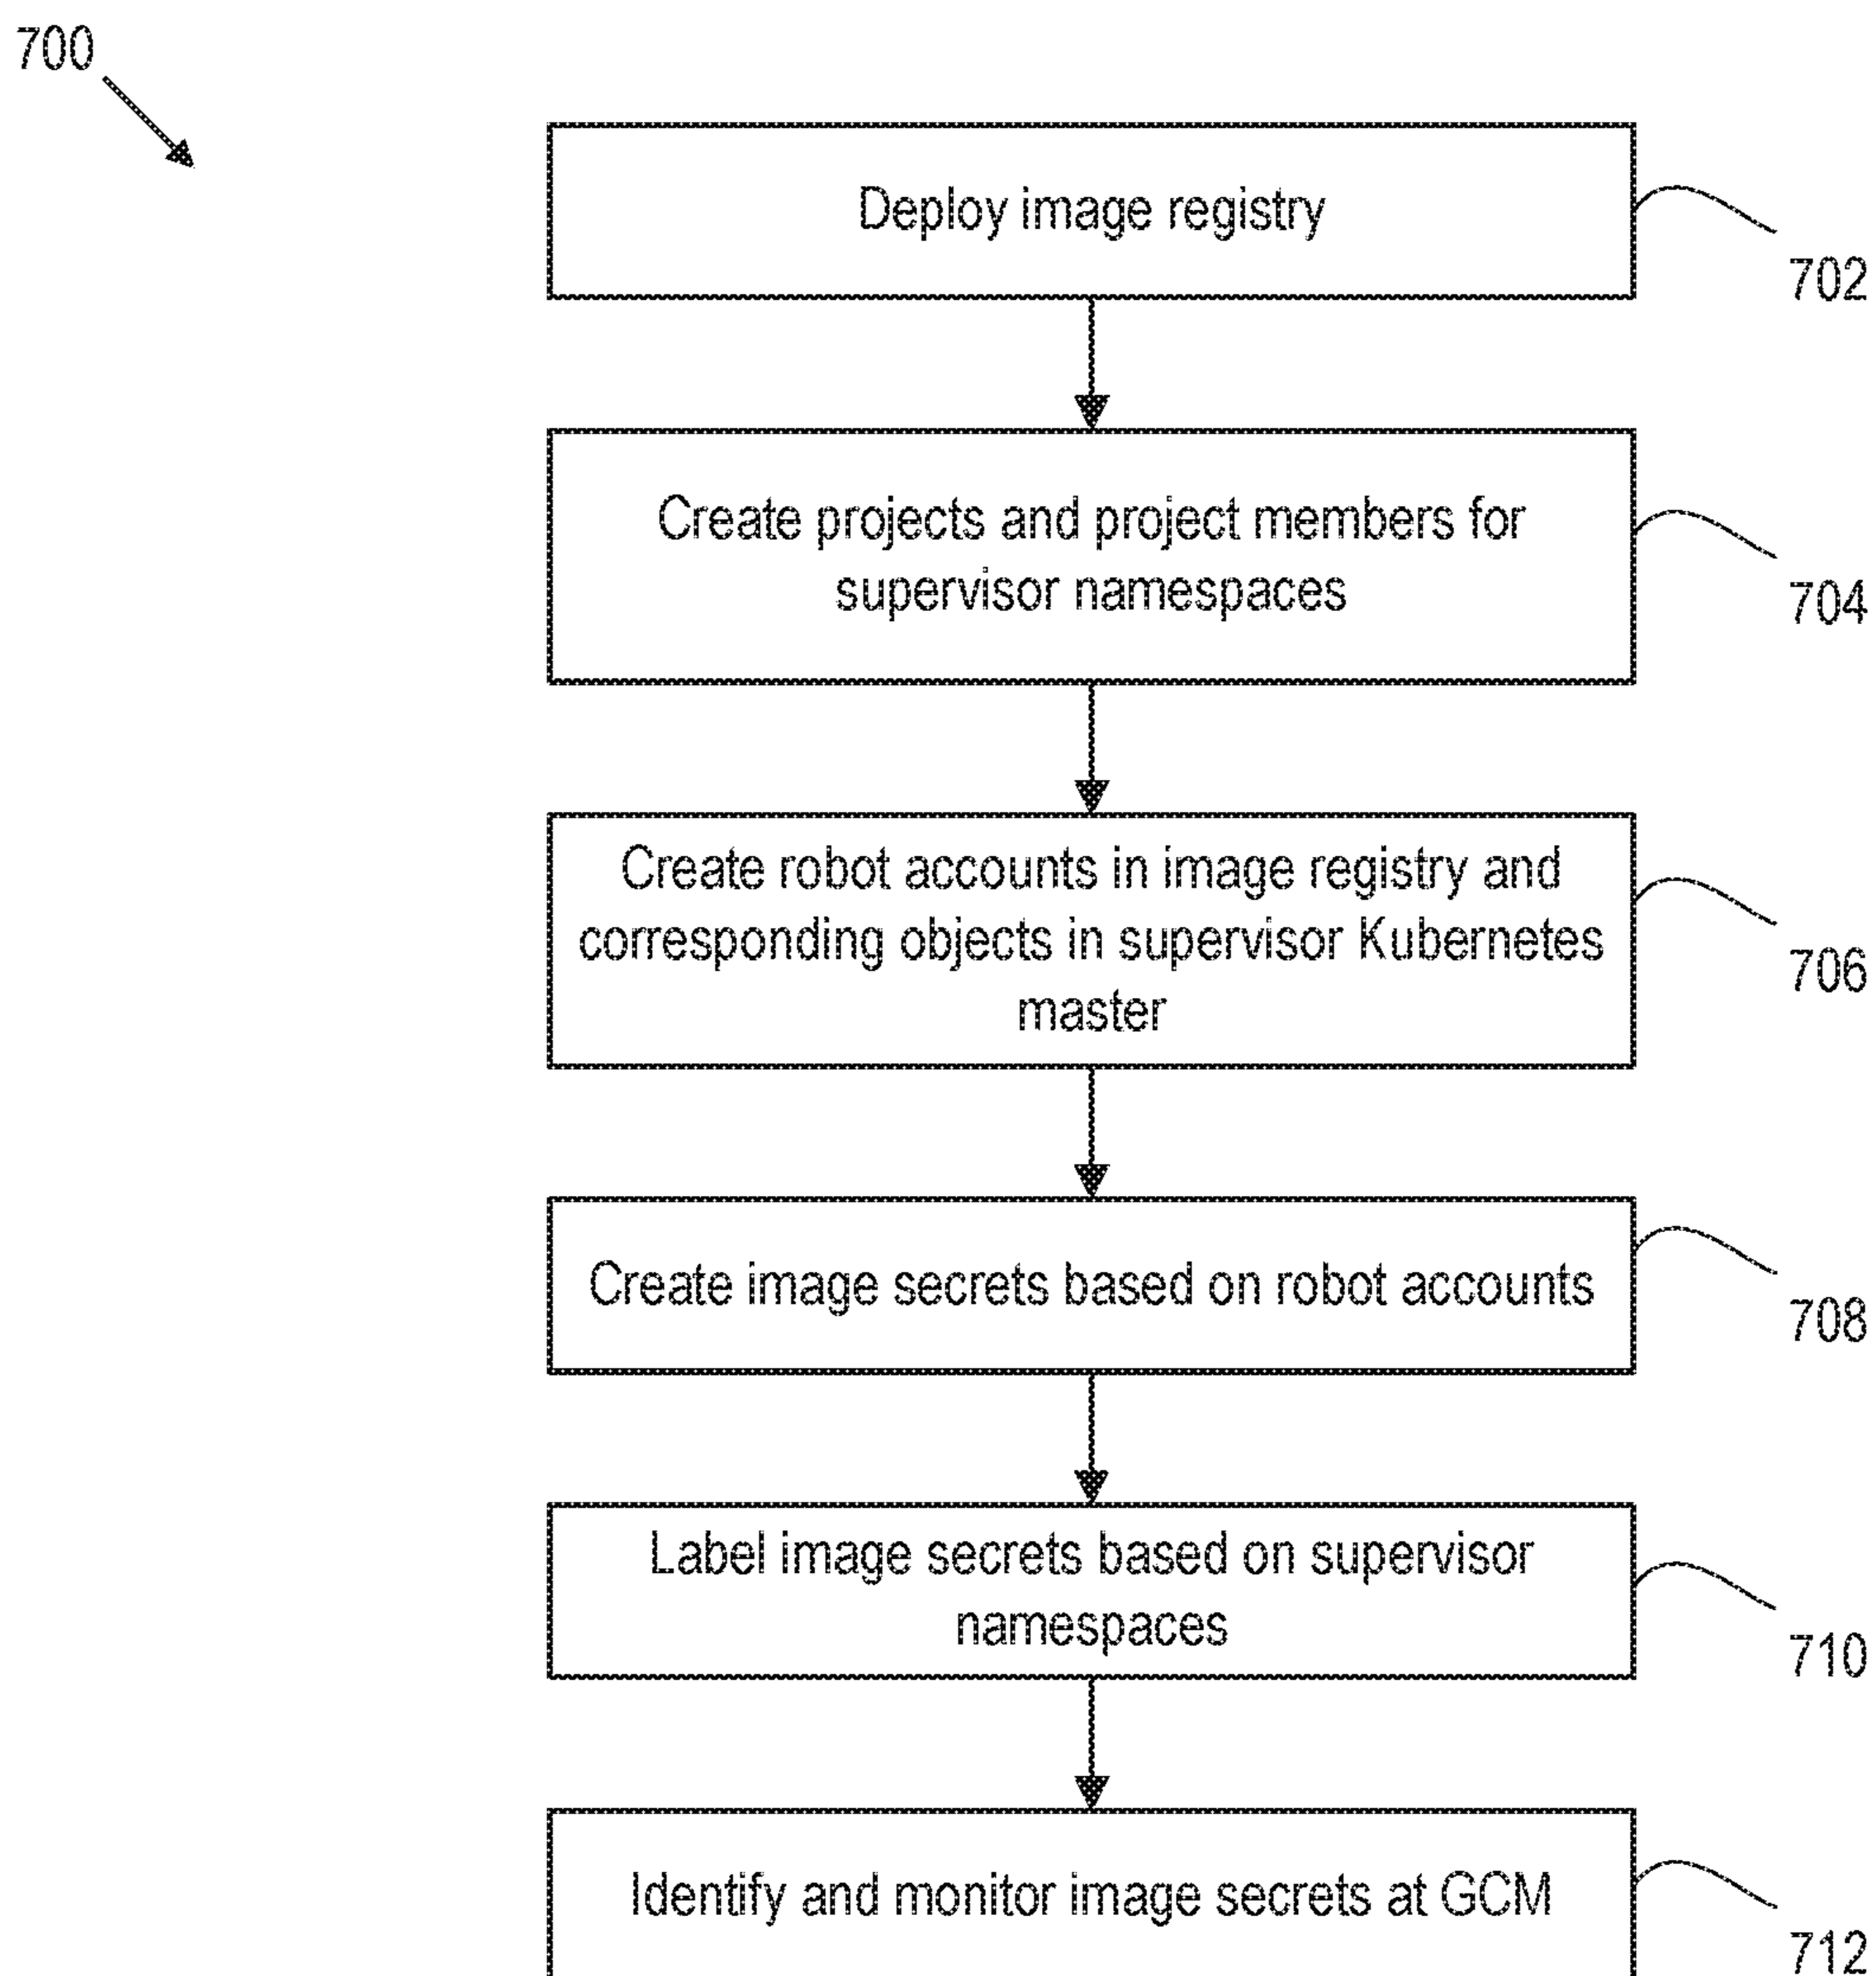 700
Deploy image registry
702
Create projects and project members for
supervisor namespaces
704
Create robot accounts in image registry and
corresponding objects in supervisor Kubernetes
master
706
Create image secrets based on robot accounts
708
Label image secrets based on supervisor
namespaces
710
Identify and monitor image secrets at GCM
712